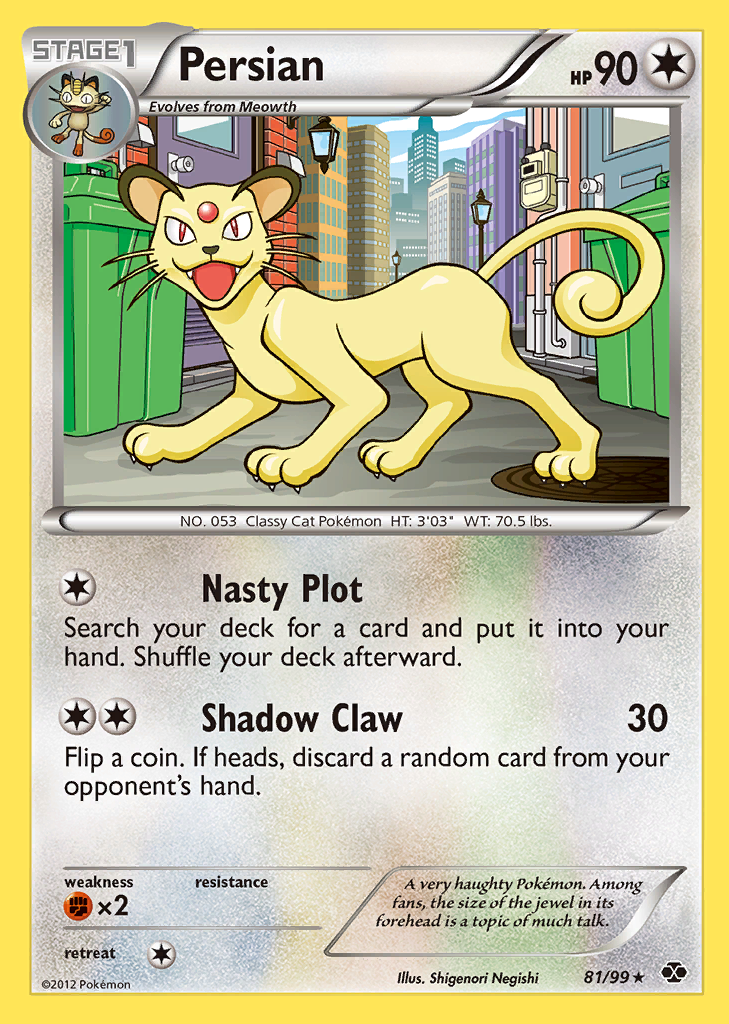 STAGE1
Persian
HP 90
Evolves from Meowth
NO. 053 Classy Cat Pokémon HT: 3'03" WT: 70.5 lbs.
Nasty Plot
Search your deck for a card and put it into your
hand. Shuffle your deck afterward.
Shadow Claw 30
Flip a coin. If heads, discard a random card from your
opponent's hand.
weakness resistance
×2
A very haughty Pokémon. Among
fans, the size of the jewel in its
forehead is a topic of much talk.
retreat
©2012 Pokémon
Illus. Shigenori Negishi
81/99 ★